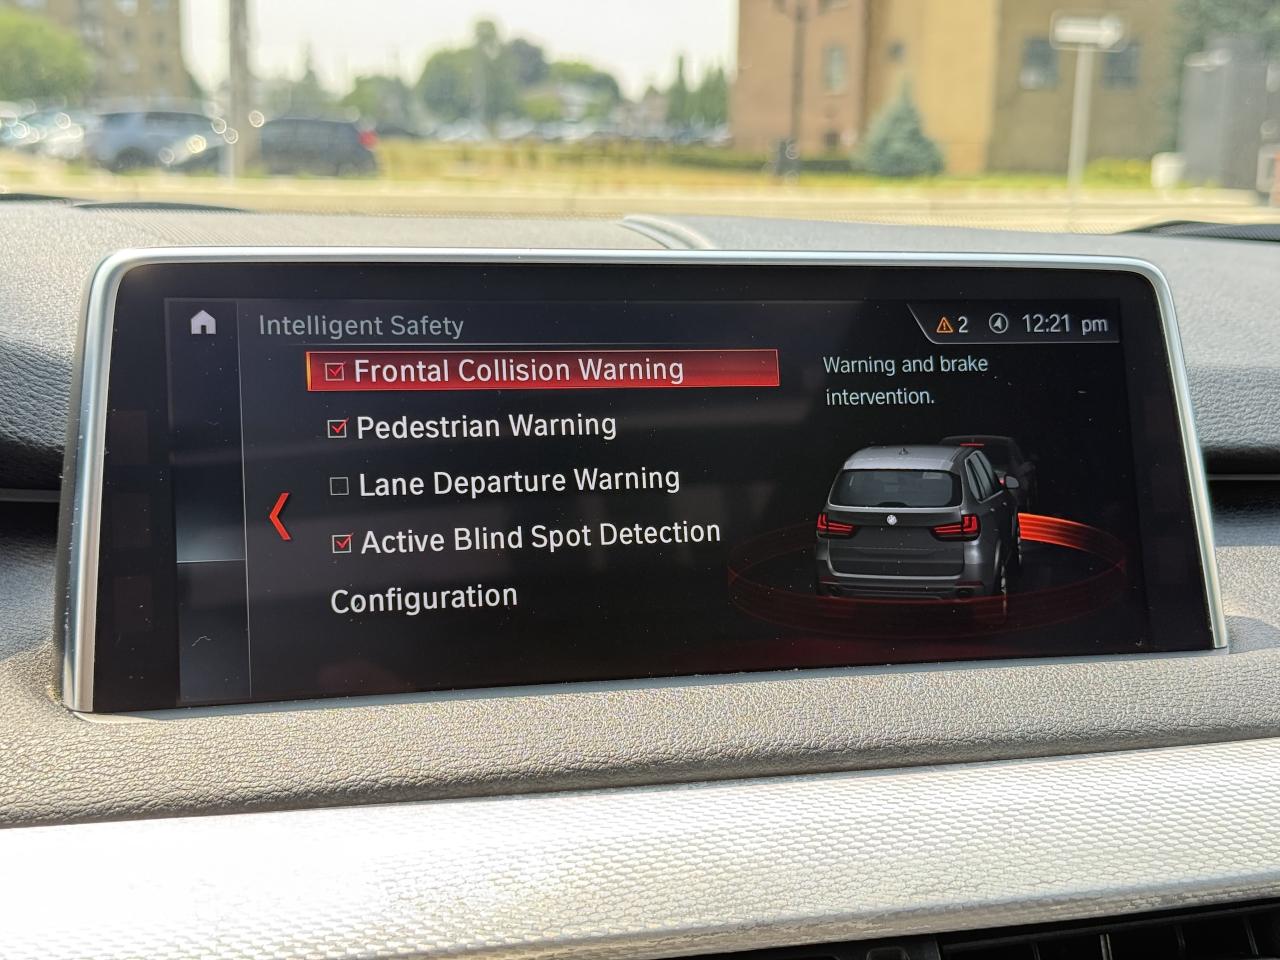 Intelligent Safety
2 12:21 pm
Frontal Collision Warning
Pedestrian Warning
Lane Departure Warning
Active Blind Spot Detection
Configuration
Warning and brake
intervention.